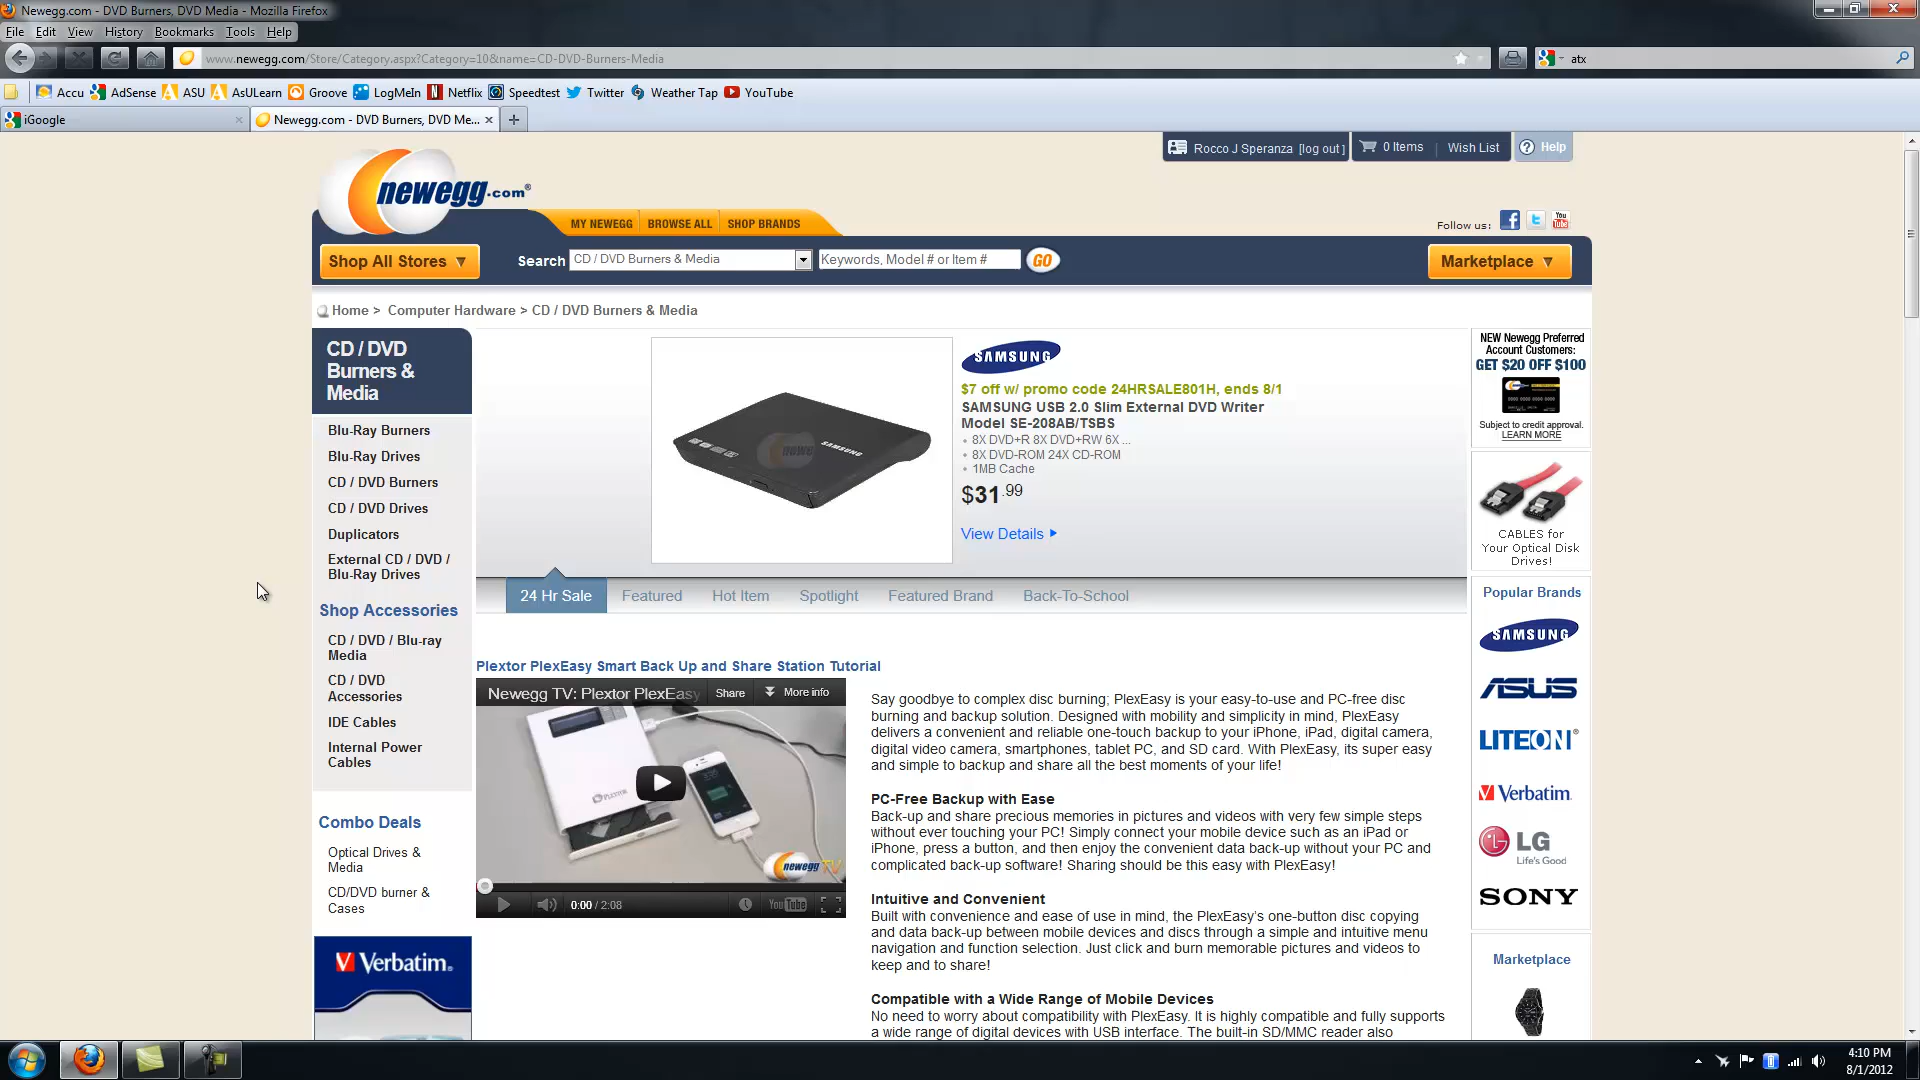 Newegg.com - DVD Burners, DVD Media - Mozilla Firefox
File Edit View History Bookmarks Tools Help
www.newegg.com/Store/Category.aspx?Category=10&name=CD-DVD-Burners-Media
atx
Accu AdSense ASU AsULearn Groove LogMeIn Netflix Speedtest Twitter Weather Tap YouTube
iGoogle
Newegg.com - DVD Burners, DVD Me...
Rocco J Speranza [log out]
0 Items
Wish List
Help
newegg.com®
MY NEWEGG
BROWSE ALL
SHOP BRANDS
Follow us:
You Tube
Shop All Stores
Search
CD / DVD Burners & Media
Keywords, Model # or Item #
GO
Marketplace
Home > Computer Hardware > CD / DVD Burners & Media
CD / DVD
Burners &
Media
Blu-Ray Burners
Blu-Ray Drives
CD / DVD Burners
CD / DVD Drives
Duplicators
External CD / DVD /
Blu-Ray Drives
Shop Accessories
CD / DVD / Blu-ray
Media
CD / DVD
Accessories
IDE Cables
Internal Power
Cables
Combo Deals
Optical Drives &
Media
CD/DVD burner &
Cases
Verbatim.
SAMSUNG
newegg
SAMSUNG
$7 off w/ promo code 24HRSALE801H, ends 8/1
SAMSUNG USB 2.0 Slim External DVD Writer
Model SE-208AB/TSBS
8X DVD+R 8X DVD+RW 6X ...
8X DVD-ROM 24X CD-ROM
1MB Cache
$31.99
View Details
24 Hr Sale
Featured
Hot Item
Spotlight
Featured Brand
Back-To-School
Plextor PlexEasy Smart Back Up and Share Station Tutorial
Newegg TV: Plextor PlexEasy
Share
More info
PLEXTOR
newegg TV
0:00 / 2:08
YouTube
Say goodbye to complex disc burning; PlexEasy is your easy-to-use and PC-free disc
burning and backup solution. Designed with mobility and simplicity in mind, PlexEasy
delivers a convenient and reliable one-touch backup to your iPhone, iPad, digital camera,
digital video camera, smartphones, tablet PC, and SD card. With PlexEasy, its super easy
and simple to backup and share all the best moments of your life!
PC-Free Backup with Ease
Back-up and share precious memories in pictures and videos with very few simple steps
without ever touching your PC! Simply connect your mobile device such as an iPad or
iPhone, press a button, and then enjoy the convenient data back-up without your PC and
complicated back-up software! Sharing should be this easy with PlexEasy!
Intuitive and Convenient
Built with convenience and ease of use in mind, the PlexEasy's one-button disc copying
and data back-up between mobile devices and discs through a simple and intuitive menu
navigation and function selection. Just click and burn memorable pictures and videos to
keep and to share!
Compatible with a Wide Range of Mobile Devices
No need to worry about compatibility with PlexEasy. It is highly compatible and fully supports
a wide range of digital devices with USB interface. The built-in SD/MMC reader also
NEW Newegg Preferred
Account Customers:
GET $20 OFF $100
Subject to credit approval.
LEARN MORE
CABLES for
Your Optical Disk
Drives!
Popular Brands
SAMSUNG
ASUS
LITEON®
Verbatim.
LG
Life's Good
SONY
Marketplace
4:10 PM
8/1/2012